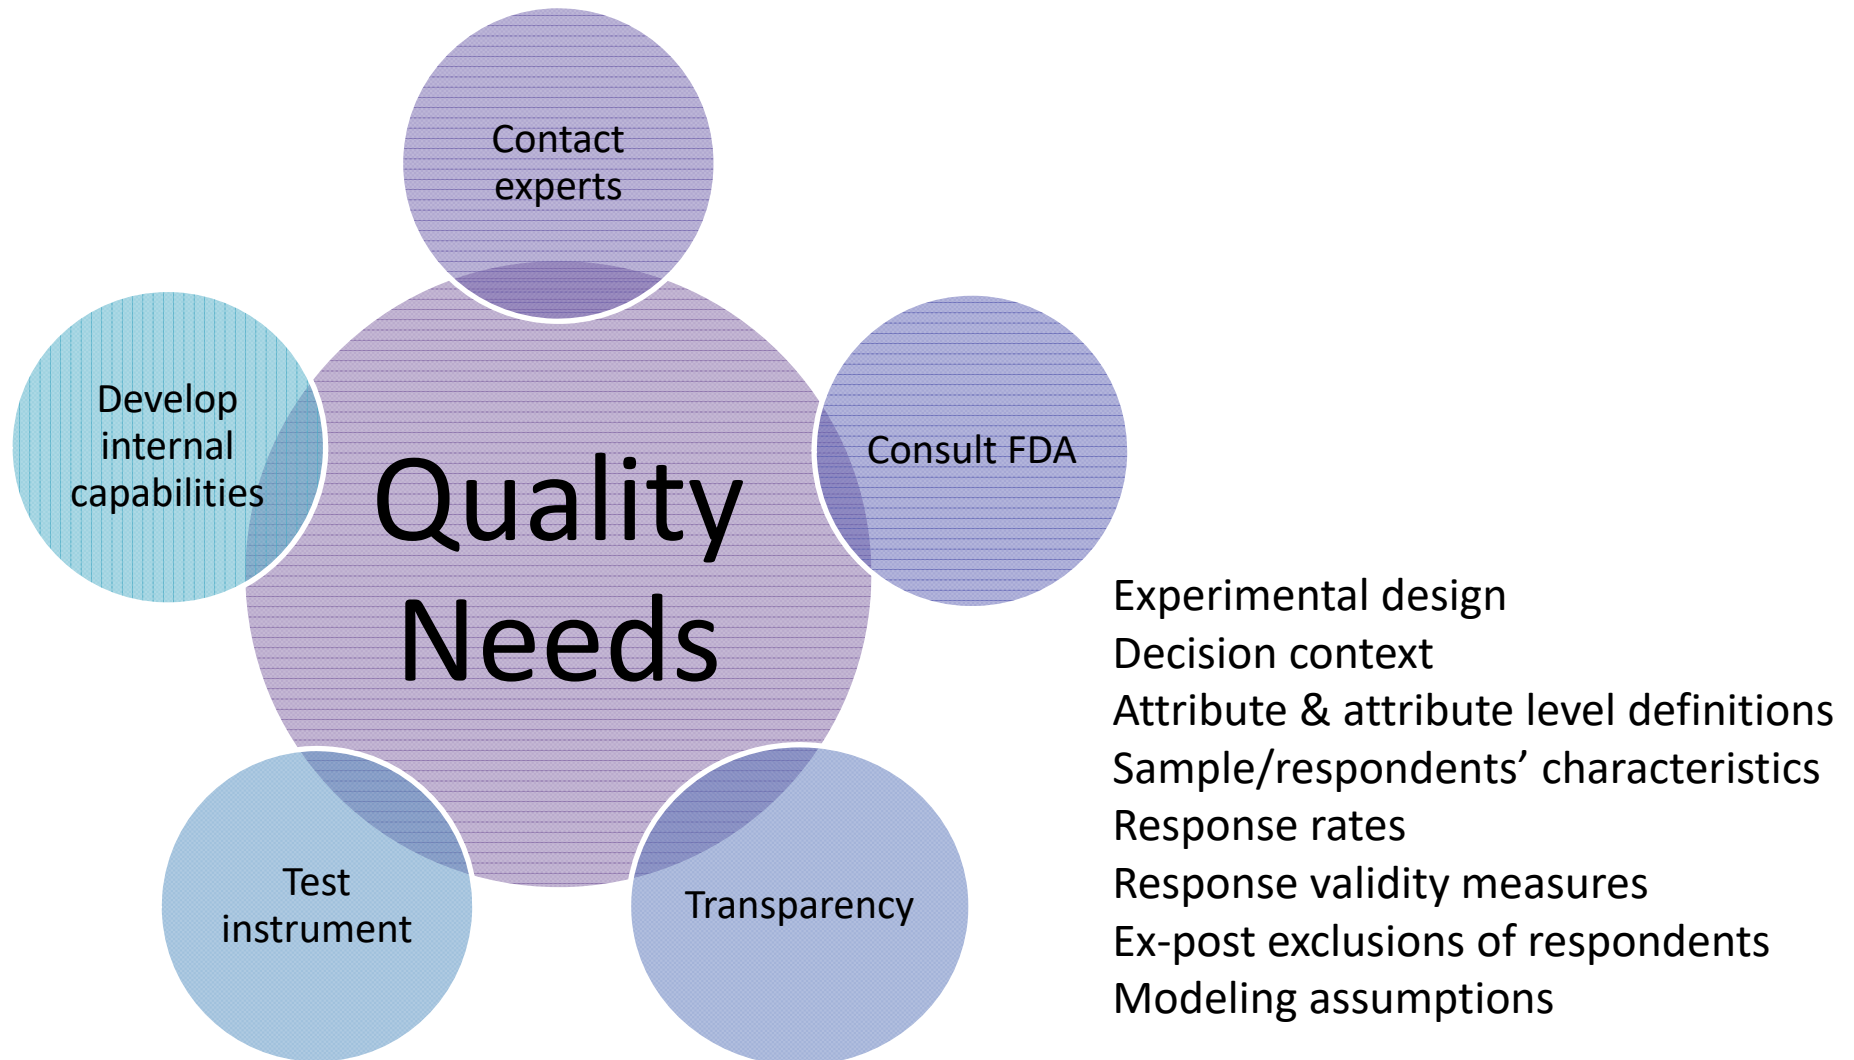 Contact
experts
Develop
internal
capabilities
Consult FDA
Quality
Needs
Test
instrument
Transparency
Experimental design
Decision context
Attribute & attribute level definitions
Sample/respondents’ characteristics
Response rates
Response validity measures
Ex-post exclusions of respondents
Modeling assumptions